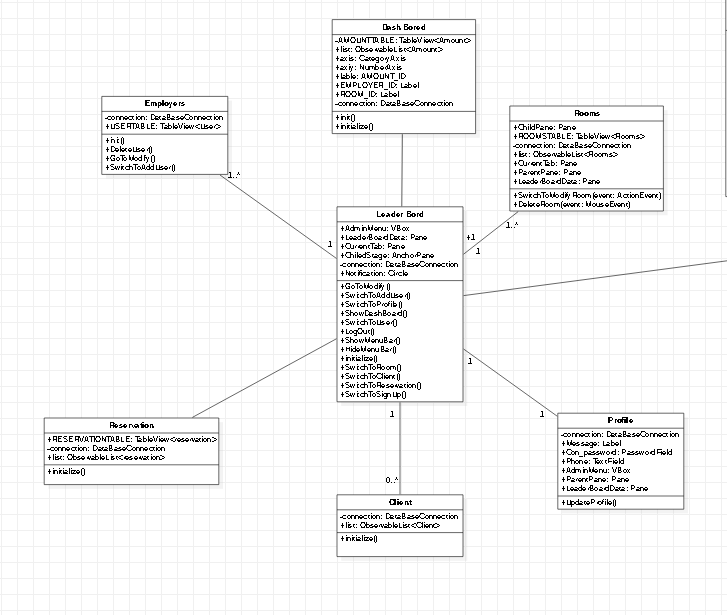 Dash Bored
-AMOUNTTABLE: TableView<Amount>
+list: ObservableList<Amount>
+axis: CategoryAxis
+axiy: NumberAxis
+lable: AMOUNT_ID
+EMPLOYER_ID: Label
+ROOM_ID: Label
-connection: DataBaseConnection
+init()
+initialize()
Employers
-connection: DataBaseConnection
+USERTABLE: TableView<User>
+init()
+DeleteUser()
+GoToModify()
+SwitchToAddUser()
1..*
1
Rooms
+ChildPane: Pane
+ROOMSTABLE: TableView<Rooms>
-connection: DataBaseConnection
+list: ObservableList<Rooms>
+CurrentTab: Pane
+ParentPane: Pane
+LeaderBoardData: Pane
+SwitchToModifyRoom(event: ActionEvent)
+DeleteRoom(event: MouseEvent)
1..*
+1
1
Leader Bord
+AdminMenu: VBox
+LeaderBoardData: Pane
+CurrentTab: Pane
+ChiledStage: AnchorPane
-connection: DataBaseConnection
+Notification: Circle
+GoToModify()
+SwitchToAddUser()
+SwitchToProfile()
+ShowDashBoard()
+SwitchToUser()
+LogOut()
+ShowMenuBar()
+HideMenuBar()
+initialize()
+SwitchToRoom()
+SwitchToClient()
+SwitchToReservation()
+SwitchToSignUp()
1
1
1
0..*
Reservation
+RESERVATIONTABLE: TableView<reservation>
-connection: DataBaseConnection
+list: ObservableList<reservation>
+initialize()
Profile
-connection: DataBaseConnection
+Message: Label
+Con_password: PasswordField
+Phone: TextField
+AdminMenu: VBox
+ParentPane: Pane
+LeaderBoardData: Pane
+UpdateProfile()
Client
-connection: DataBaseConnection
+list: ObservableList<Client>
+initialize()